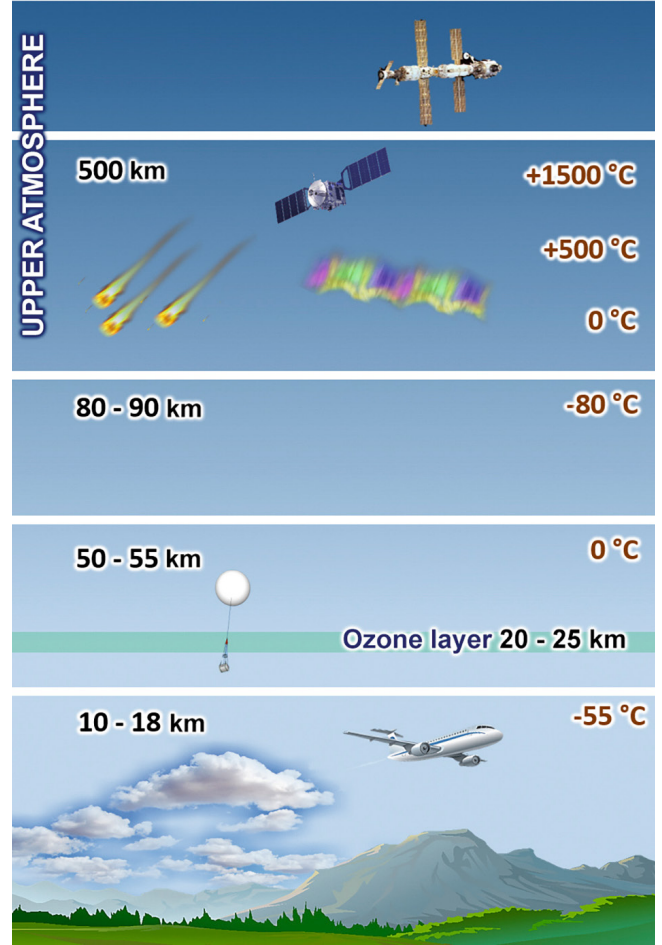 UPPER ATMOSPHERE
500 km
+1500 °C
+500 °C
0 °C
80 - 90 km
-80 °C
50 - 55 km
0 °C
Ozone layer 20 - 25 km
10 - 18 km
-55 °C